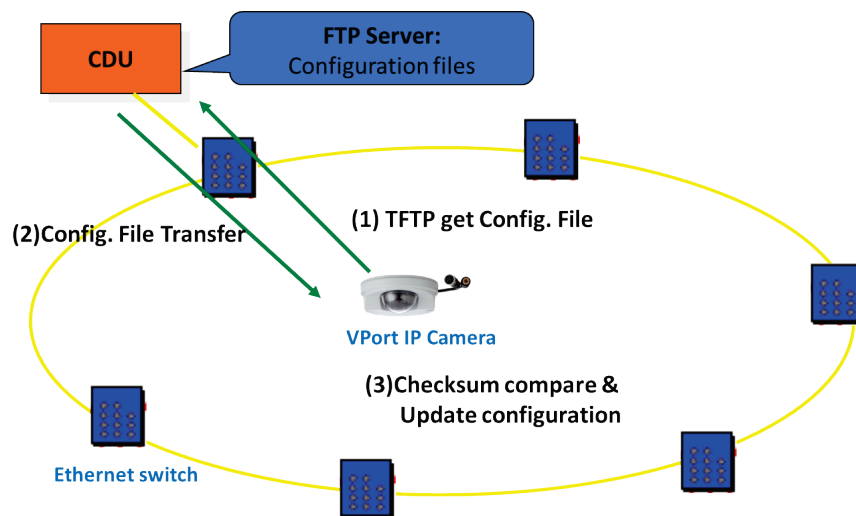 CDU
FTP Server:
Configuration files
(1) TFTP get Config. File
(2)Config. File Transfer
VPort IP Camera
(3)Checksum compare &
Update configuration
Ethernet switch